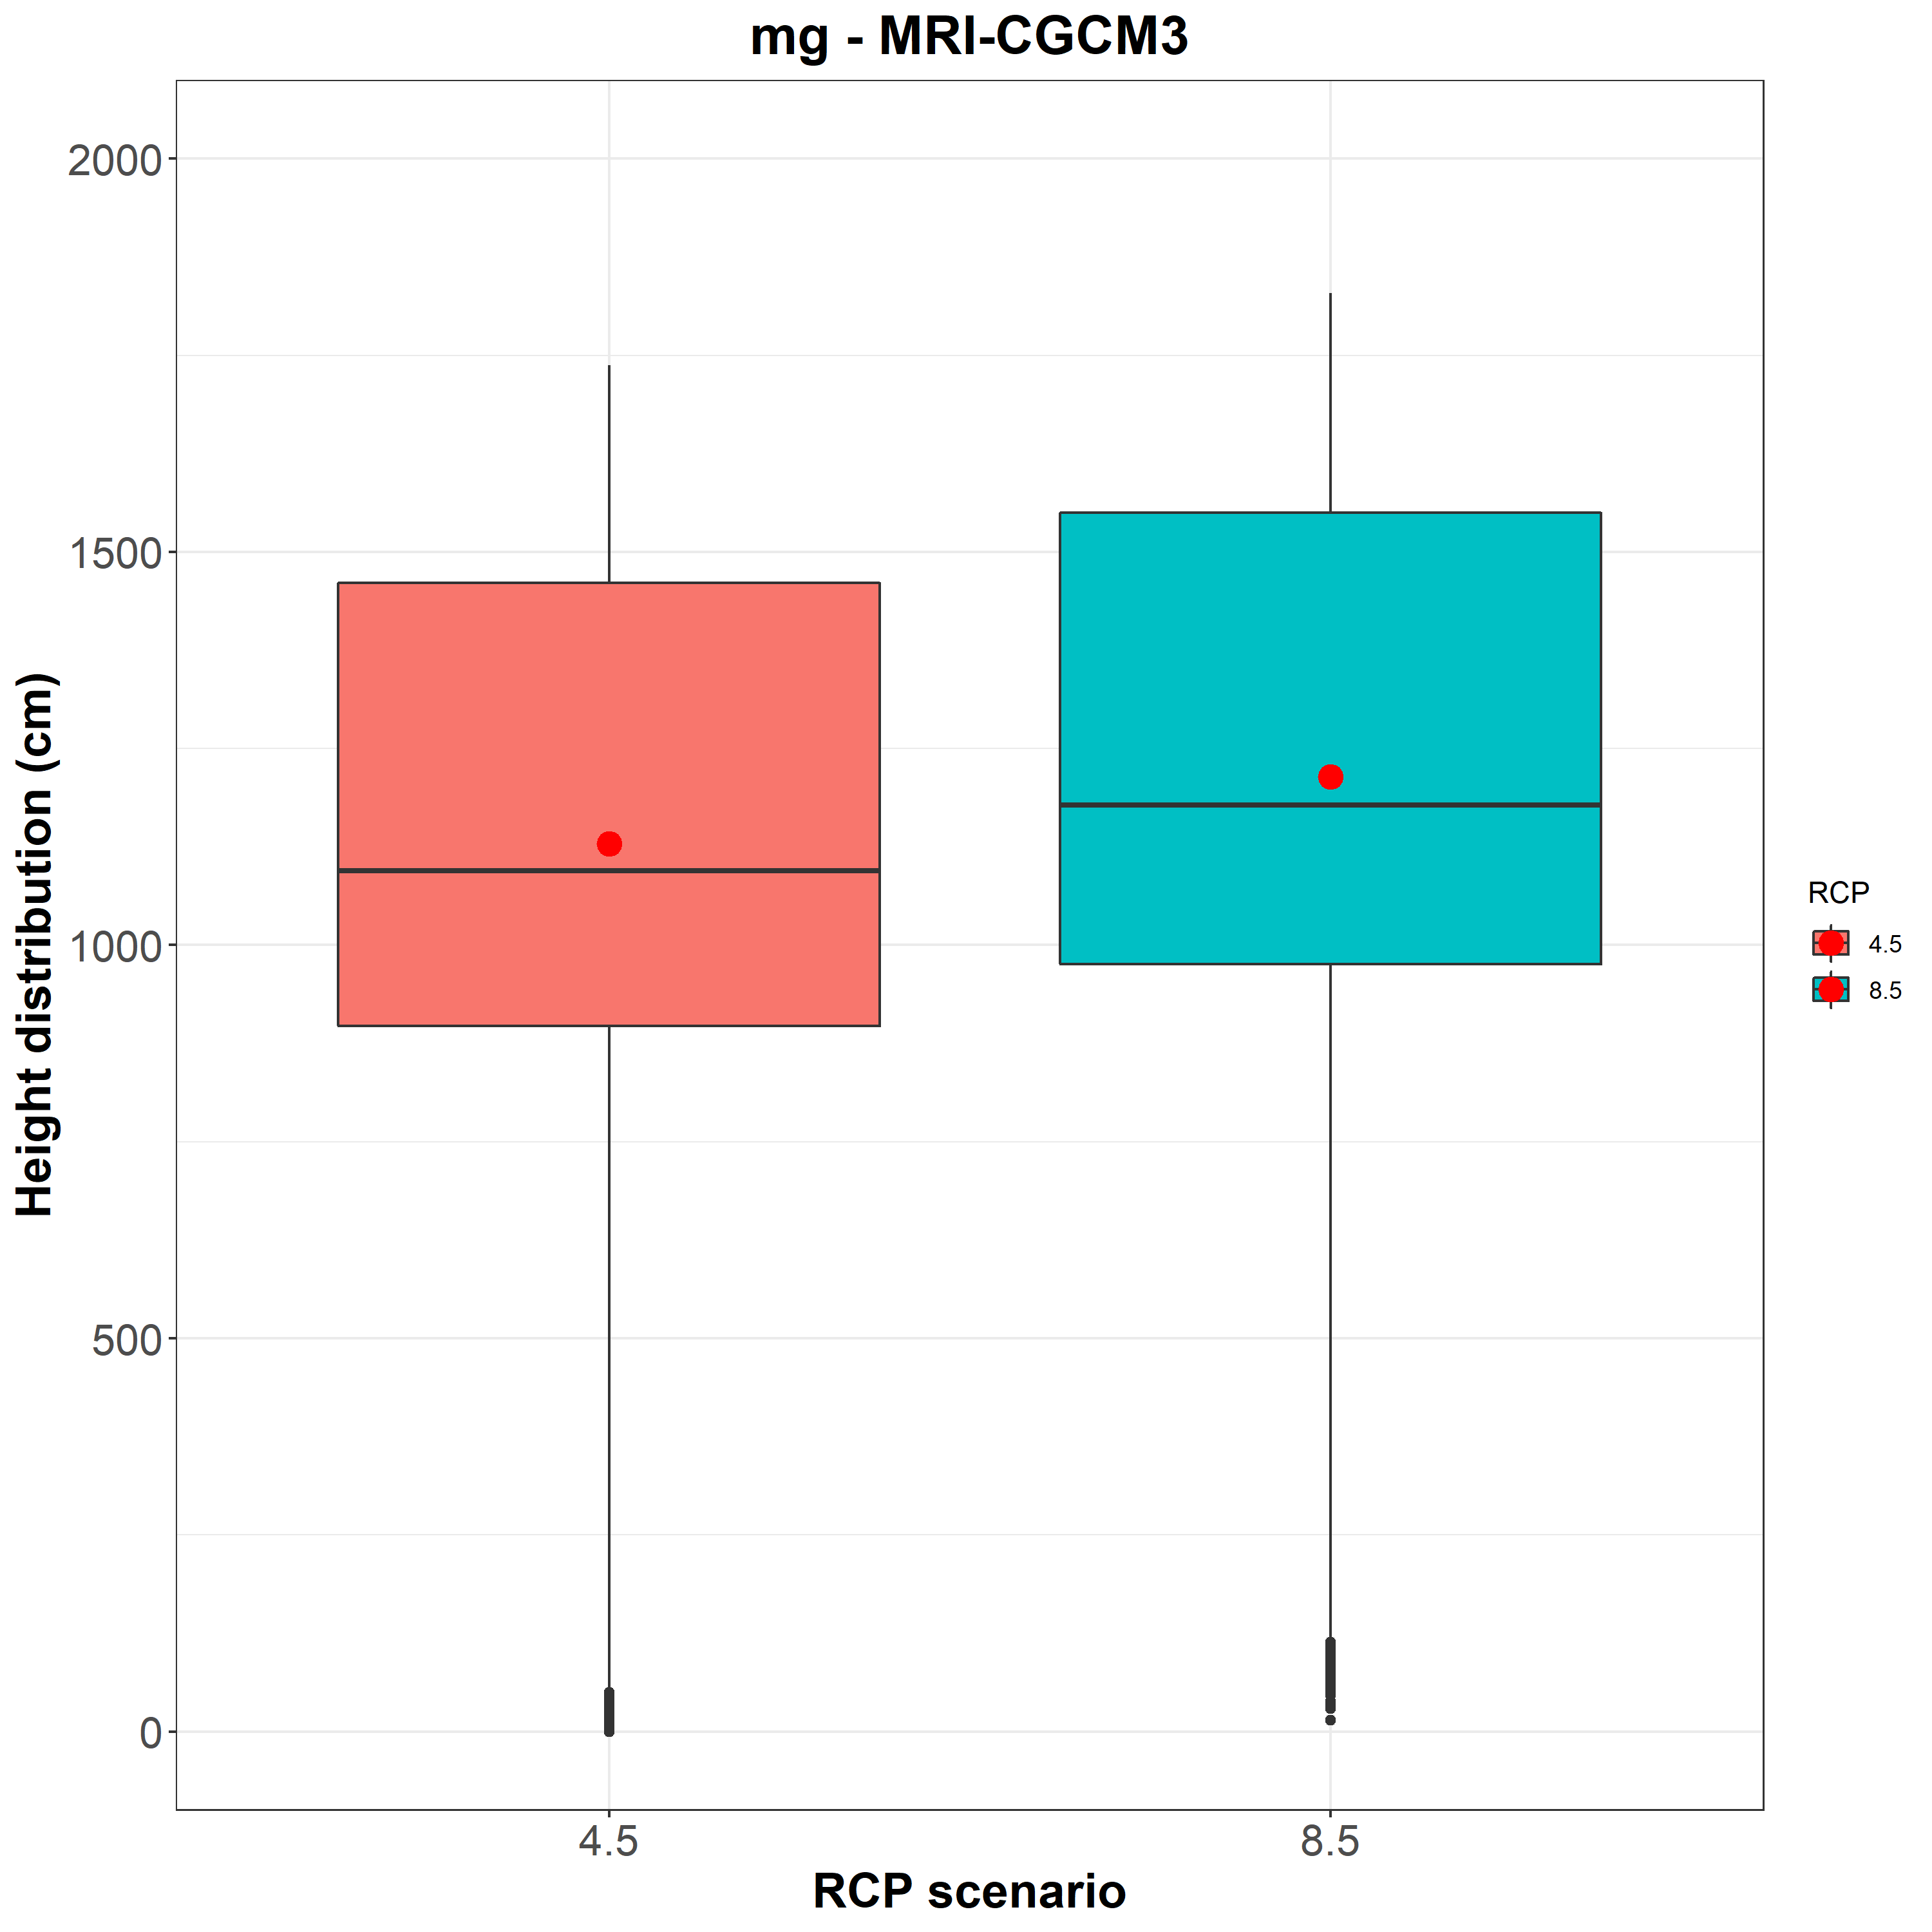 mg - MRI-CGCM3
Height distribution (cm)
2000
1500
1000
500
0
4.5
8.5
RCP scenario
RCP
4.5
8.5